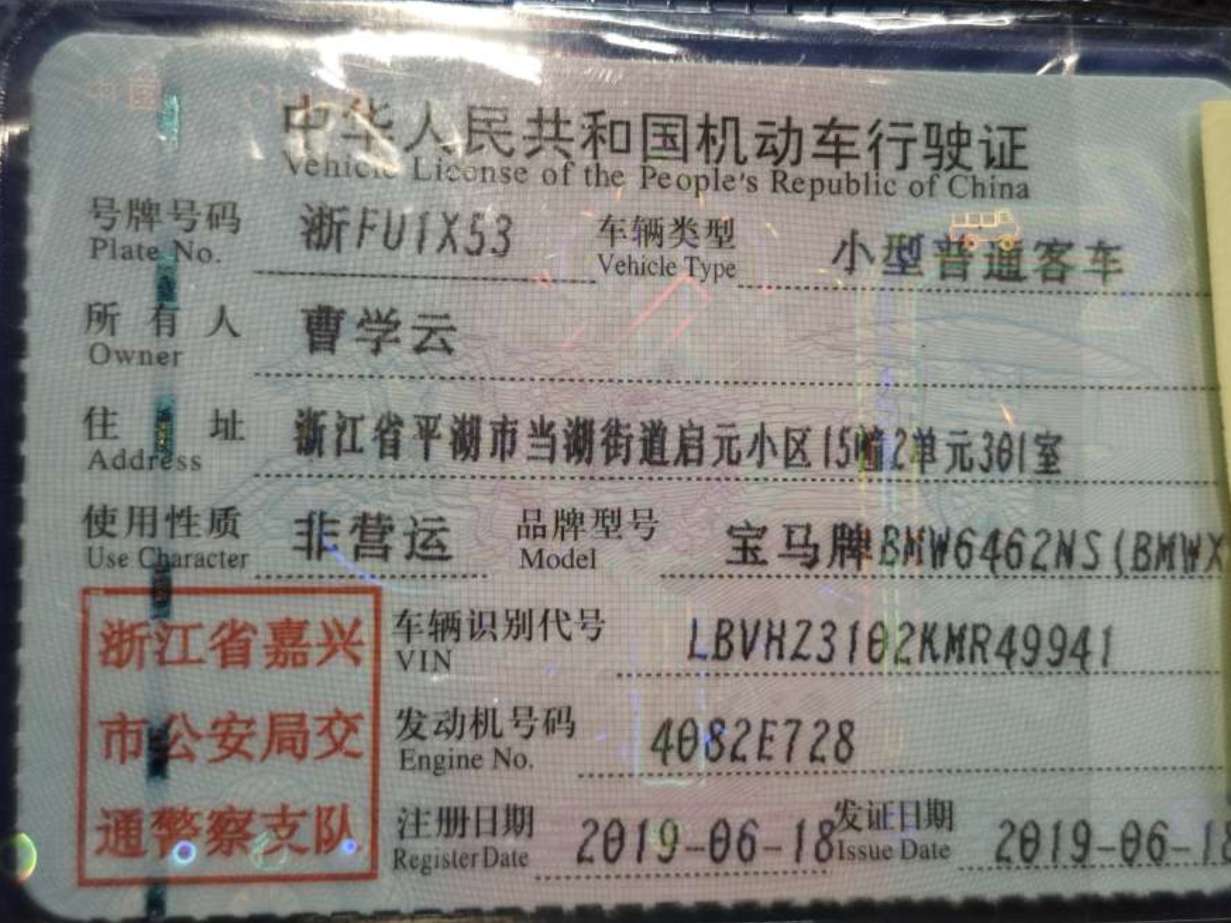 中华人民共和国机动车行驶证
Vehicle License of the People's Republic of China
号牌号码 浙FU1X53 车辆类型 小型普通客车
Plate No. Vehicle Type
所有人 曹学云
Owner
住址 浙江省平湖市当湖街道启元小区15幢2单元301室
Address
使用性质 非营运 品牌型号 宝马牌BMW6462NS(BMWX
Use Character Model
浙江省嘉兴
市公安局交
通警察支队
车辆识别代号 LBVHZ3102KMR49941
VIN
发动机号码 4082E728
Engine No.
注册日期 2019-06-18 发证日期 2019-06-18
Register Date Issue Date